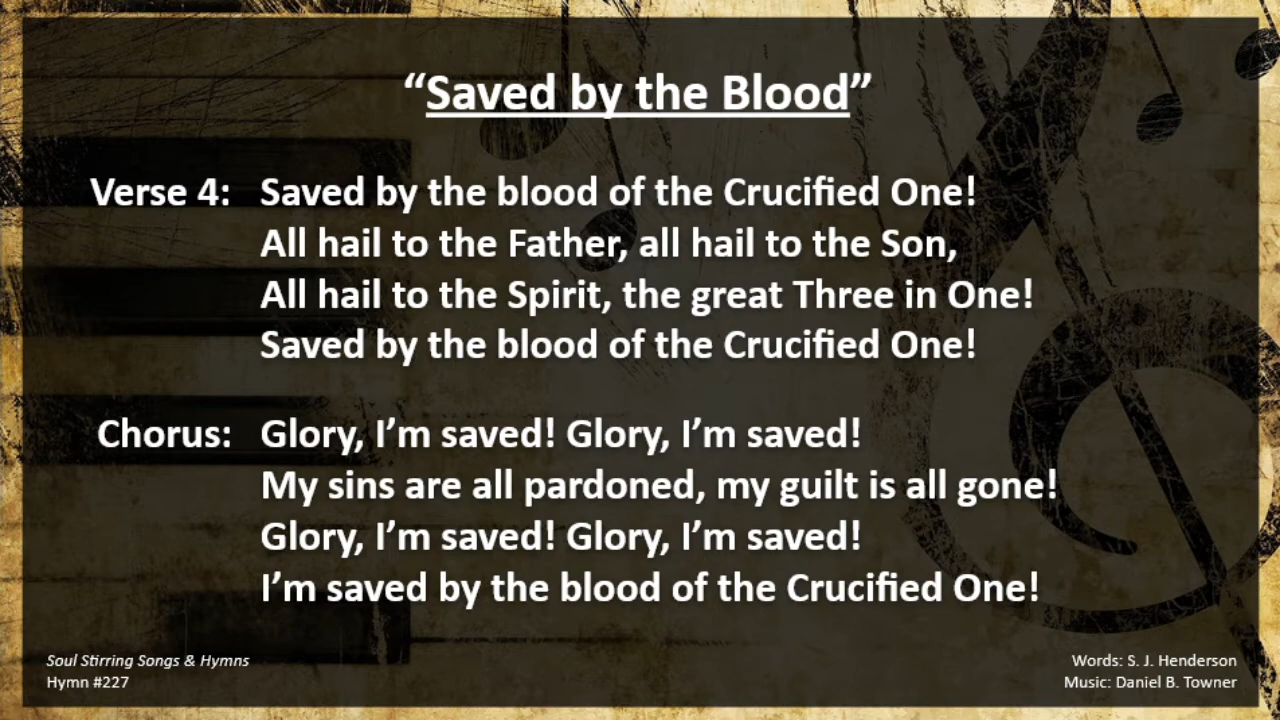 “Saved by the Blood”
Verse 4: Saved by the blood of the Crucified One!
All hail to the Father, all hail to the Son,
All hail to the Spirit, the great Three in One!
Saved by the blood of the Crucified One!
Chorus: Glory, I’m saved! Glory, I’m saved!
My sins are all pardoned, my guilt is all gone!
Glory, I’m saved! Glory, I’m saved!
I’m saved by the blood of the Crucified One!
Soul Stirring Songs & Hymns
Hymn #227
Words: S. J. Henderson
Music: Daniel B. Towner